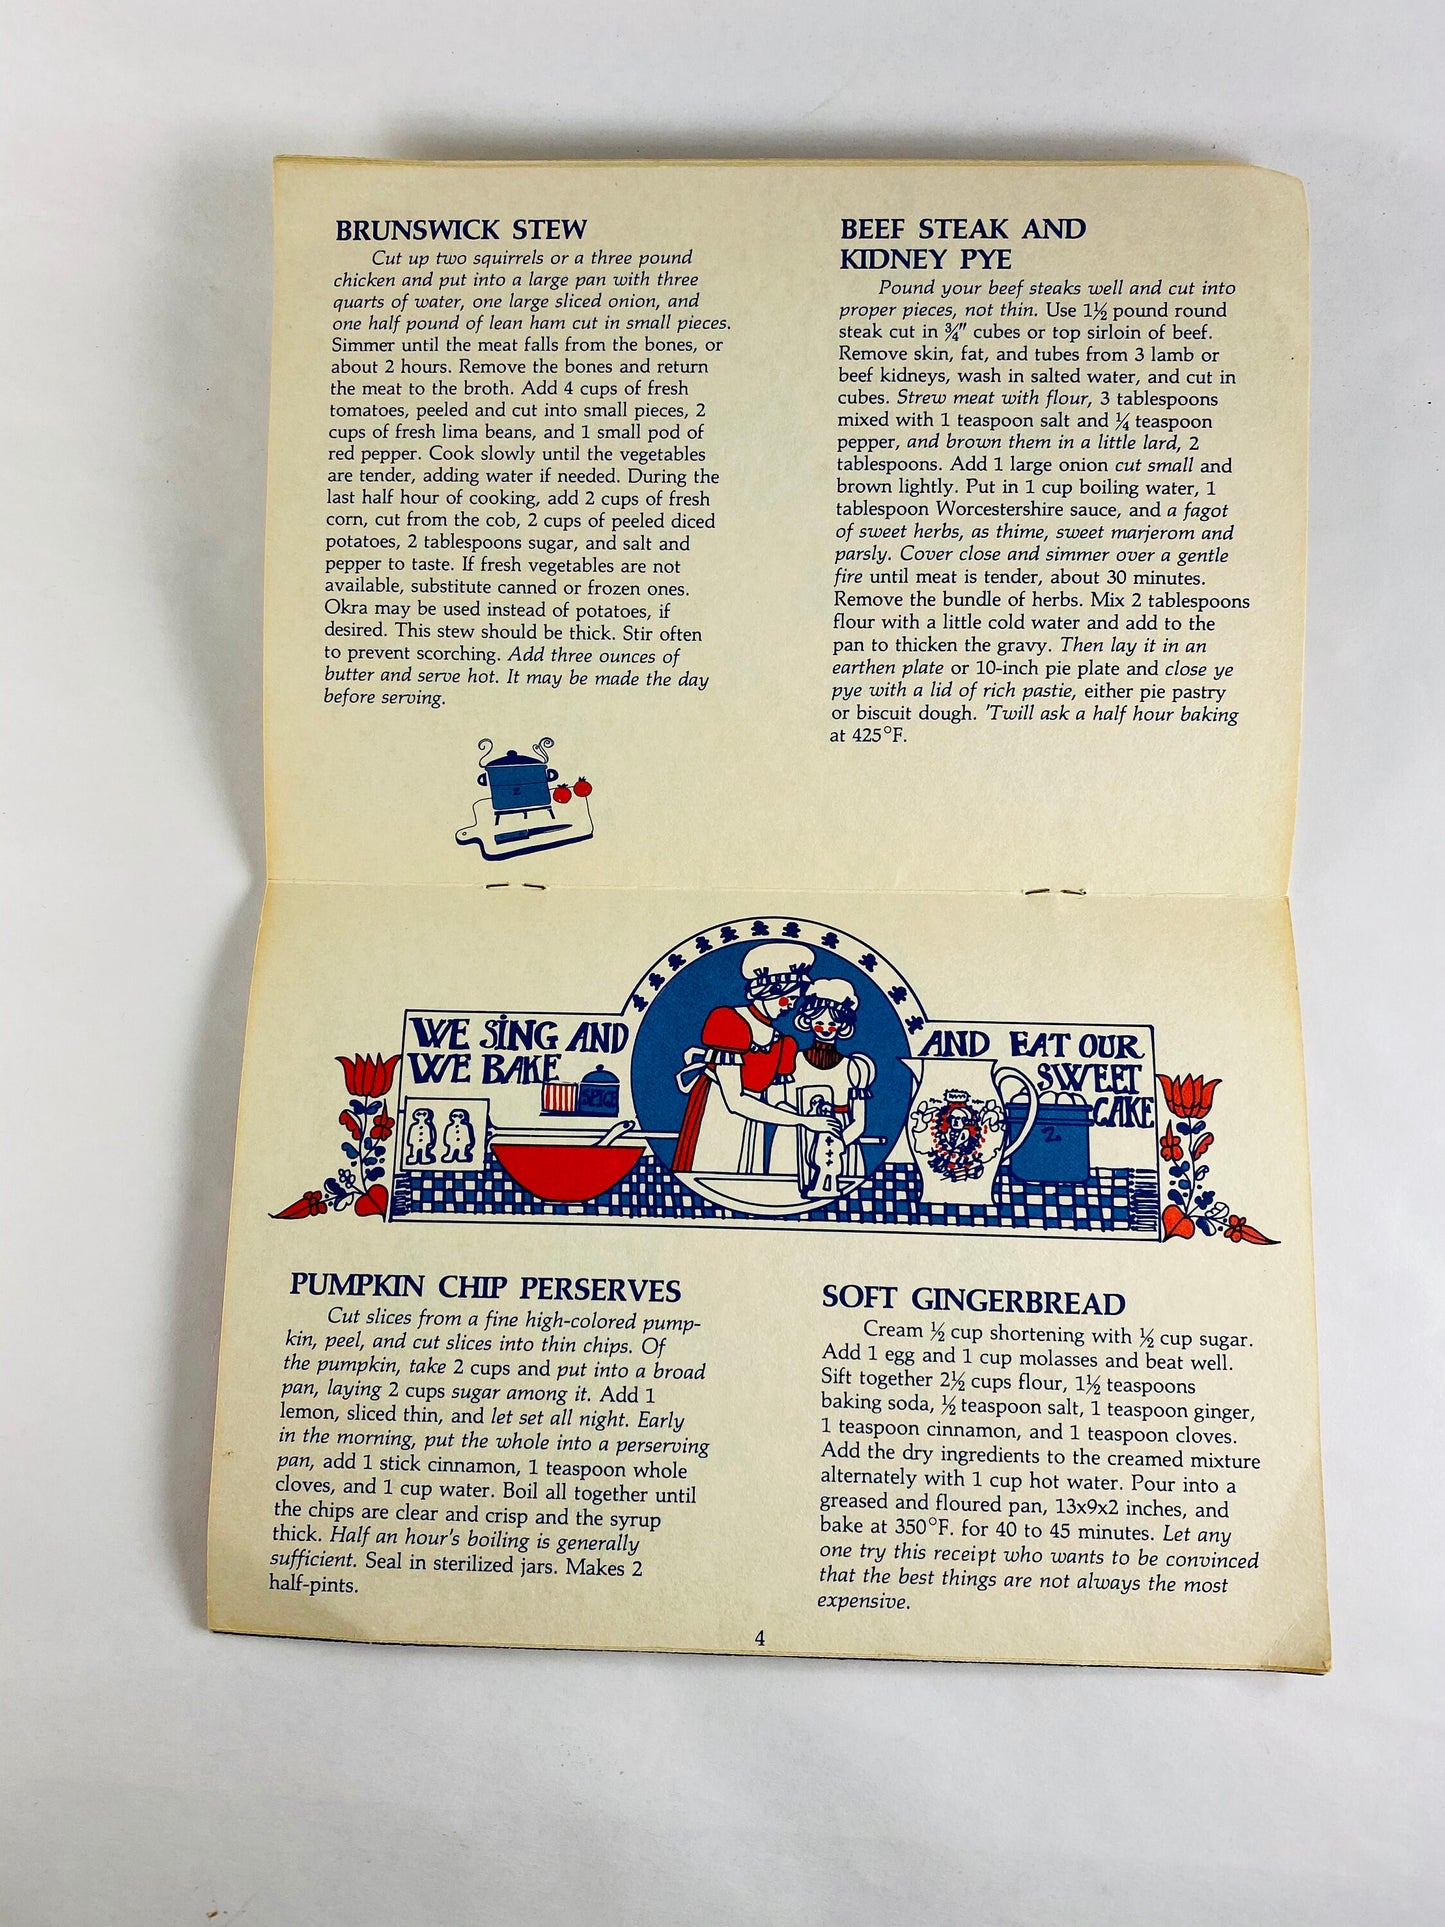 BRUNSWICK STEW
Cut up two squirrels or a three pound
chicken and put into a large pan with three
quarts of water, one large sliced onion, and
one half pound of lean ham cut in small pieces.
Simmer until the meat falls from the bones, or
about 2 hours. Remove the bones and return
the meat to the broth. Add 4 cups of fresh
tomatoes, peeled and cut into small pieces, 2
cups of fresh lima beans, and 1 small pod of
red pepper. Cook slowly until the vegetables
are tender, adding water if needed. During the
last half hour of cooking, add 2 cups of fresh
corn, cut from the cob, 2 cups of peeled diced
potatoes, 2 tablespoons sugar, and salt and
pepper to taste. If fresh vegetables are not
available, substitute canned or frozen ones.
Okra may be used instead of potatoes, if
desired. This stew should be thick. Stir often
to prevent scorching. Add three ounces of
butter and serve hot. It may be made the day
before serving.
2
BEEF STEAK AND
KIDNEY PYE
Pound your beef steaks well and cut into
proper pieces, not thin. Use 1½ pound round
steak cut in ¾" cubes or top sirloin of beef.
Remove skin, fat, and tubes from 3 lamb or
beef kidneys, wash in salted water, and cut in
cubes. Strew meat with flour, 3 tablespoons
mixed with 1 teaspoon salt and ¼ teaspoon
pepper, and brown them in a little lard, 2
tablespoons. Add 1 large onion cut small and
brown lightly. Put in 1 cup boiling water, 1
tablespoon Worcestershire sauce, and a fagot
of sweet herbs, as thime, sweet marjerom and
parsly. Cover close and simmer over a gentle
fire until meat is tender, about 30 minutes.
Remove the bundle of herbs. Mix 2 tablespoons
flour with a little cold water and add to the
pan to thicken the gravy. Then lay it in an
earthen plate or 10-inch pie plate and close ye
pye with a lid of rich pastie, either pie pastry
or biscuit dough. 'Twill ask a half hour baking
at 425°F.
WE SING AND
WE BAKE
SPICE
AND EAT OUR
SWEET
CAKE
2
PUMPKIN CHIP PERSERVES
Cut slices from a fine high-colored pump-
kin, peel, and cut slices into thin chips. Of
the pumpkin, take 2 cups and put into a broad
pan, laying 2 cups sugar among it. Add 1
lemon, sliced thin, and let set all night. Early
in the morning, put the whole into a perserving
pan, add 1 stick cinnamon, 1 teaspoon whole
cloves, and 1 cup water. Boil all together until
the chips are clear and crisp and the syrup
thick. Half an hour's boiling is generally
sufficient. Seal in sterilized jars. Makes 2
half-pints.
SOFT GINGERBREAD
Cream ½ cup shortening with ½ cup sugar.
Add 1 egg and 1 cup molasses and beat well.
Sift together 2½ cups flour, 1½ teaspoons
baking soda, ½ teaspoon salt, 1 teaspoon ginger,
1 teaspoon cinnamon, and 1 teaspoon cloves.
Add the dry ingredients to the creamed mixture
alternately with 1 cup hot water. Pour into a
greased and floured pan, 13x9x2 inches, and
bake at 350°F. for 40 to 45 minutes. Let any
one try this receipt who wants to be convinced
that the best things are not always the most
expensive.
4